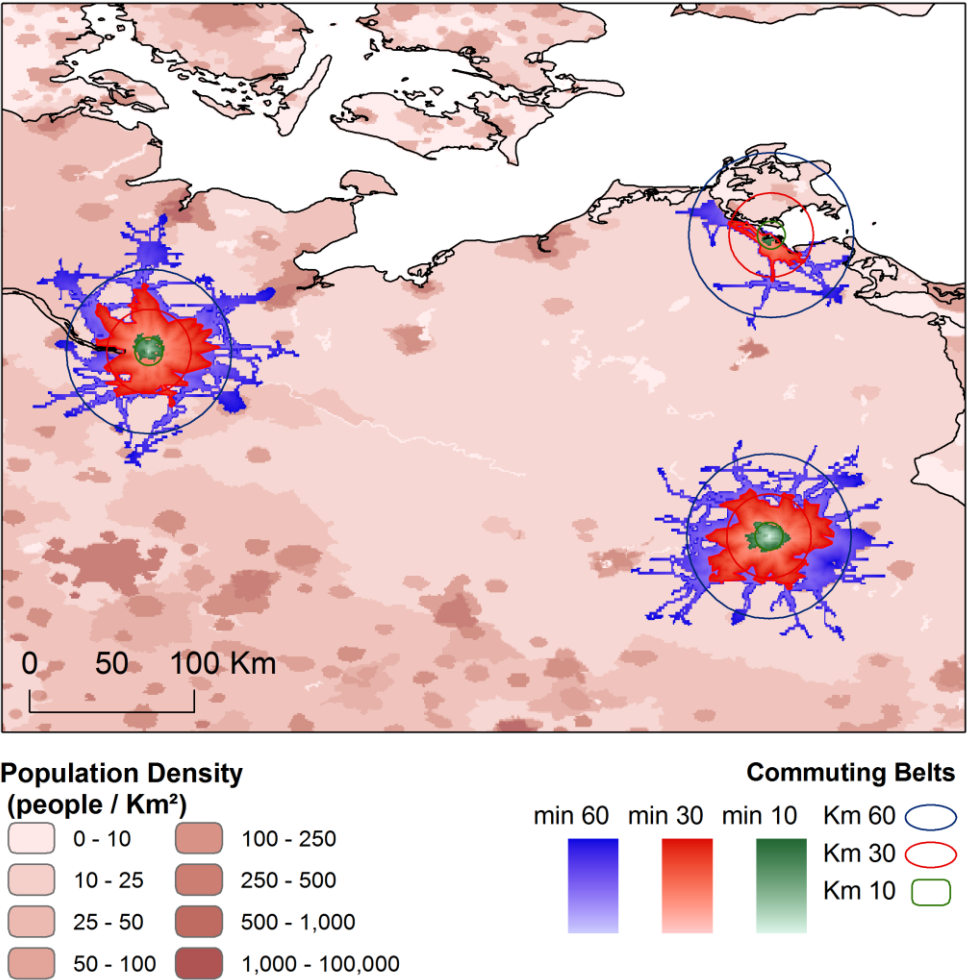 0 50 100 Km
Population Density
(people / Km²)
0 - 10
10 - 25
25 - 50
50 - 100
100 - 250
250 - 500
500 - 1,000
1,000 - 100,000
Commuting Belts
min 60 min 30 min 10
Km 60
Km 30
Km 10